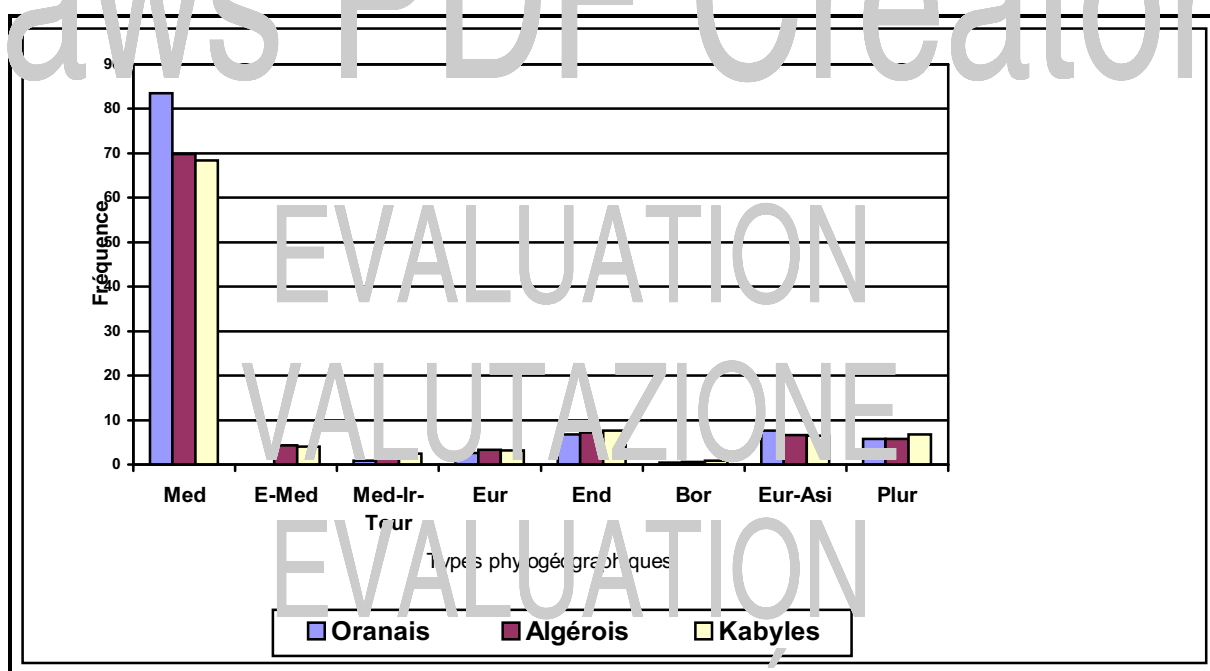 aws PDF Creator
90
80
70
60
50
40
30
20
10
0
Fréquence
EVALUATION
VALUTAZIONE
Med E-Med Med-Ir-Tour Eur End Bor Eur-Asi Plur
EVALUATION
Types phytogéographiques
Oranais Algérois Kabyles